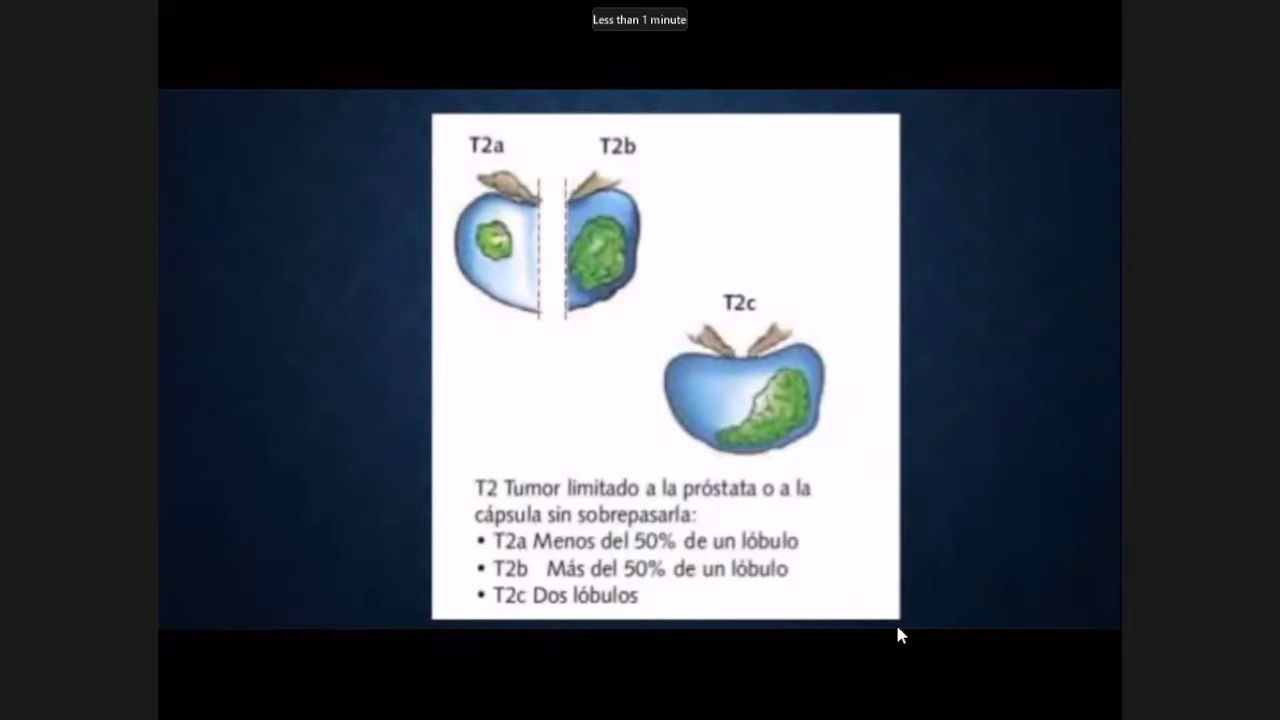 Less than 1 minute
T2a
T2b
T2c
T2 Tumor limitado a la próstata o a la
cápsula sin sobrepasarla:
• T2a Menos del 50% de un lóbulo
• T2b Más del 50% de un lóbulo
• T2c Dos lóbulos